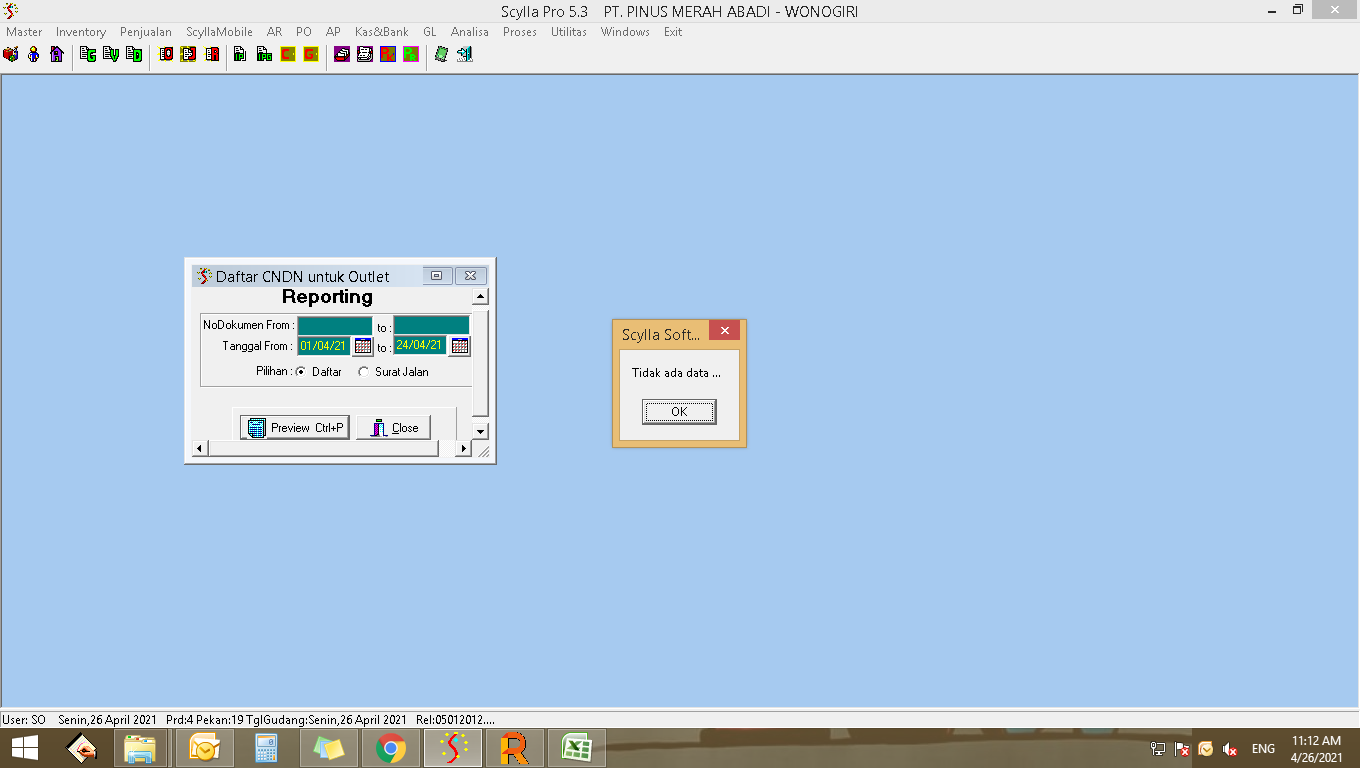 Scylla Pro 5.3 PT. PINUS MERAH ABADI - WONOGIRI
Master Inventory Penjualan ScyllaMobile AR PO AP Kas&Bank GL Analisa Proses Utilitas Windows Exit
Daftar CNDN untuk Outlet
Reporting
NoDokumen From : to :
Tanggal From : 01/04/21 to : 24/04/21
Pilihan : Daftar Surat Jalan
Preview Ctrl+P Close
Scylla Soft...
Tidak ada data ...
OK
User: SO Senin,26 April 2021 Prd:4 Pekan:19 TglGudang:Senin,26 April 2021 Rel:05012012....
ENG
11:12 AM
4/26/2021